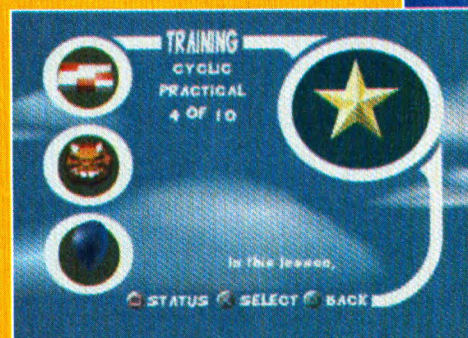 TRAINING
CYCLIC
PRACTICAL
4 OF 10
In this lesson,
STATUS SELECT BACK